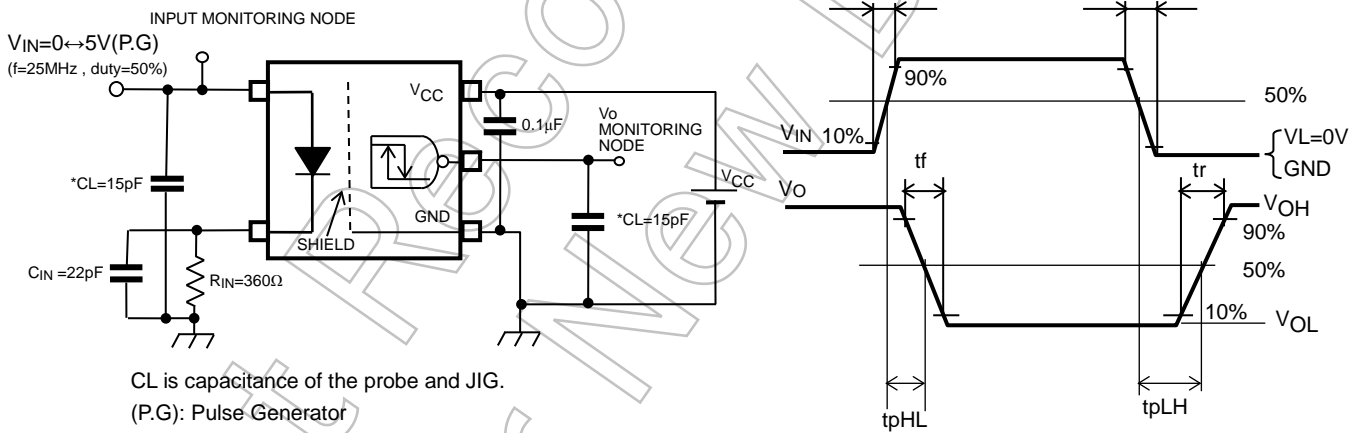 INPUT MONITORING NODE
VIN=0↔5V(P.G)
(f=25MHz , duty=50%)
VCC
0.1μF
Vo
MONITORING
NODE
VCC
*CL=15pF
*CL=15pF
GND
SHIELD
CIN =22pF
RIN=360Ω
CL is capacitance of the probe and JIG.
(P.G): Pulse Generator
90%
50%
VIN 10%
VL=0V
GND
tf
tr
VO
VOH
90%
50%
10%
VOL
tpHL
tpLH
t Reco
New D